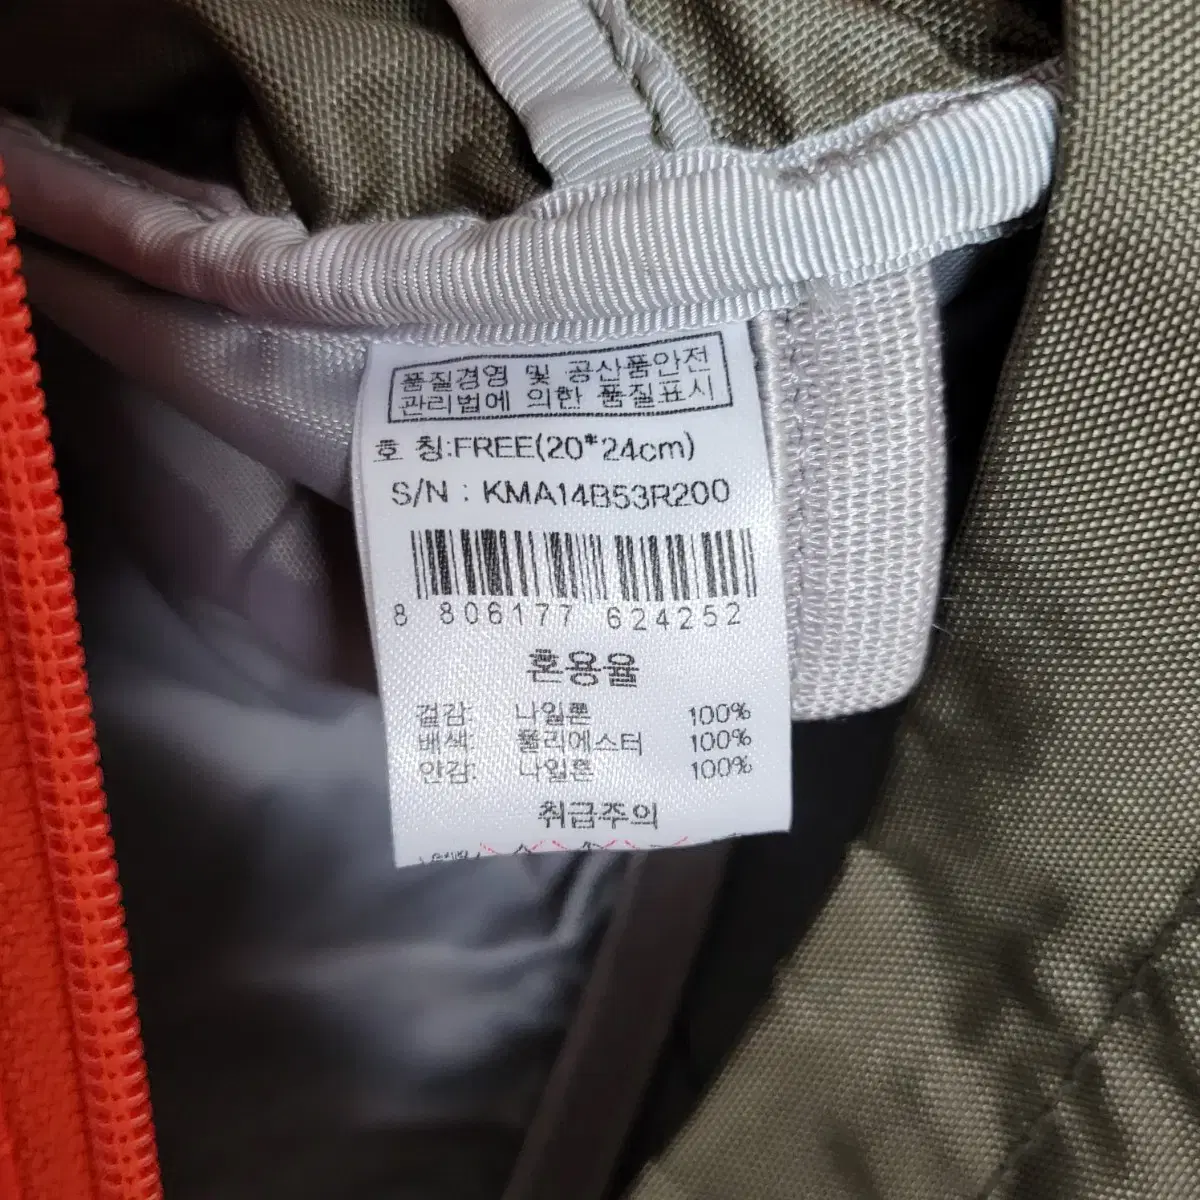 품질경영 및 공산품안전
관리법에 의한 품질표시
호 칭:FREE(20*24cm)
S/N : KMA14B53R200
8 806177 624252
혼용율
겉감: 나일론 100%
배색: 폴리에스터 100%
안감: 나일론 100%
취급주의